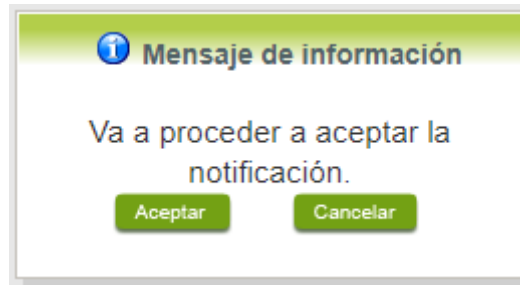 Mensaje de información
Va a proceder a aceptar la
notificación.
Aceptar Cancelar